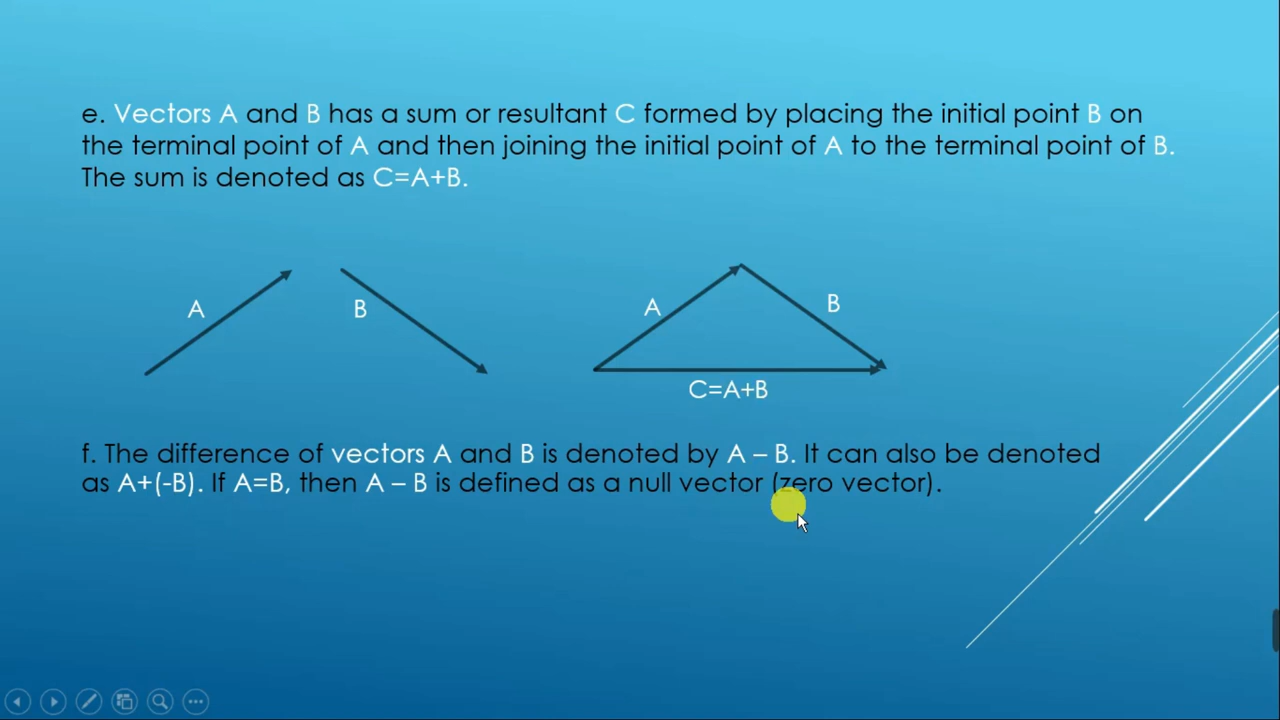 e. Vectors A and B has a sum or resultant C formed by placing the initial point B on
the terminal point of A and then joining the initial point of A to the terminal point of B.
The sum is denoted as C=A+B.
A
B
A
B
C=A+B
f. The difference of vectors A and B is denoted by A – B. It can also be denoted
as A+(-B). If A=B, then A – B is defined as a null vector (zero vector).